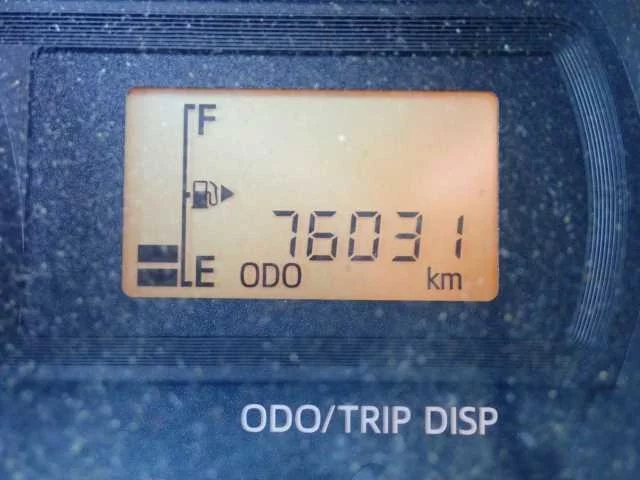 F
76031
E ODO km
ODO/TRIP DISP